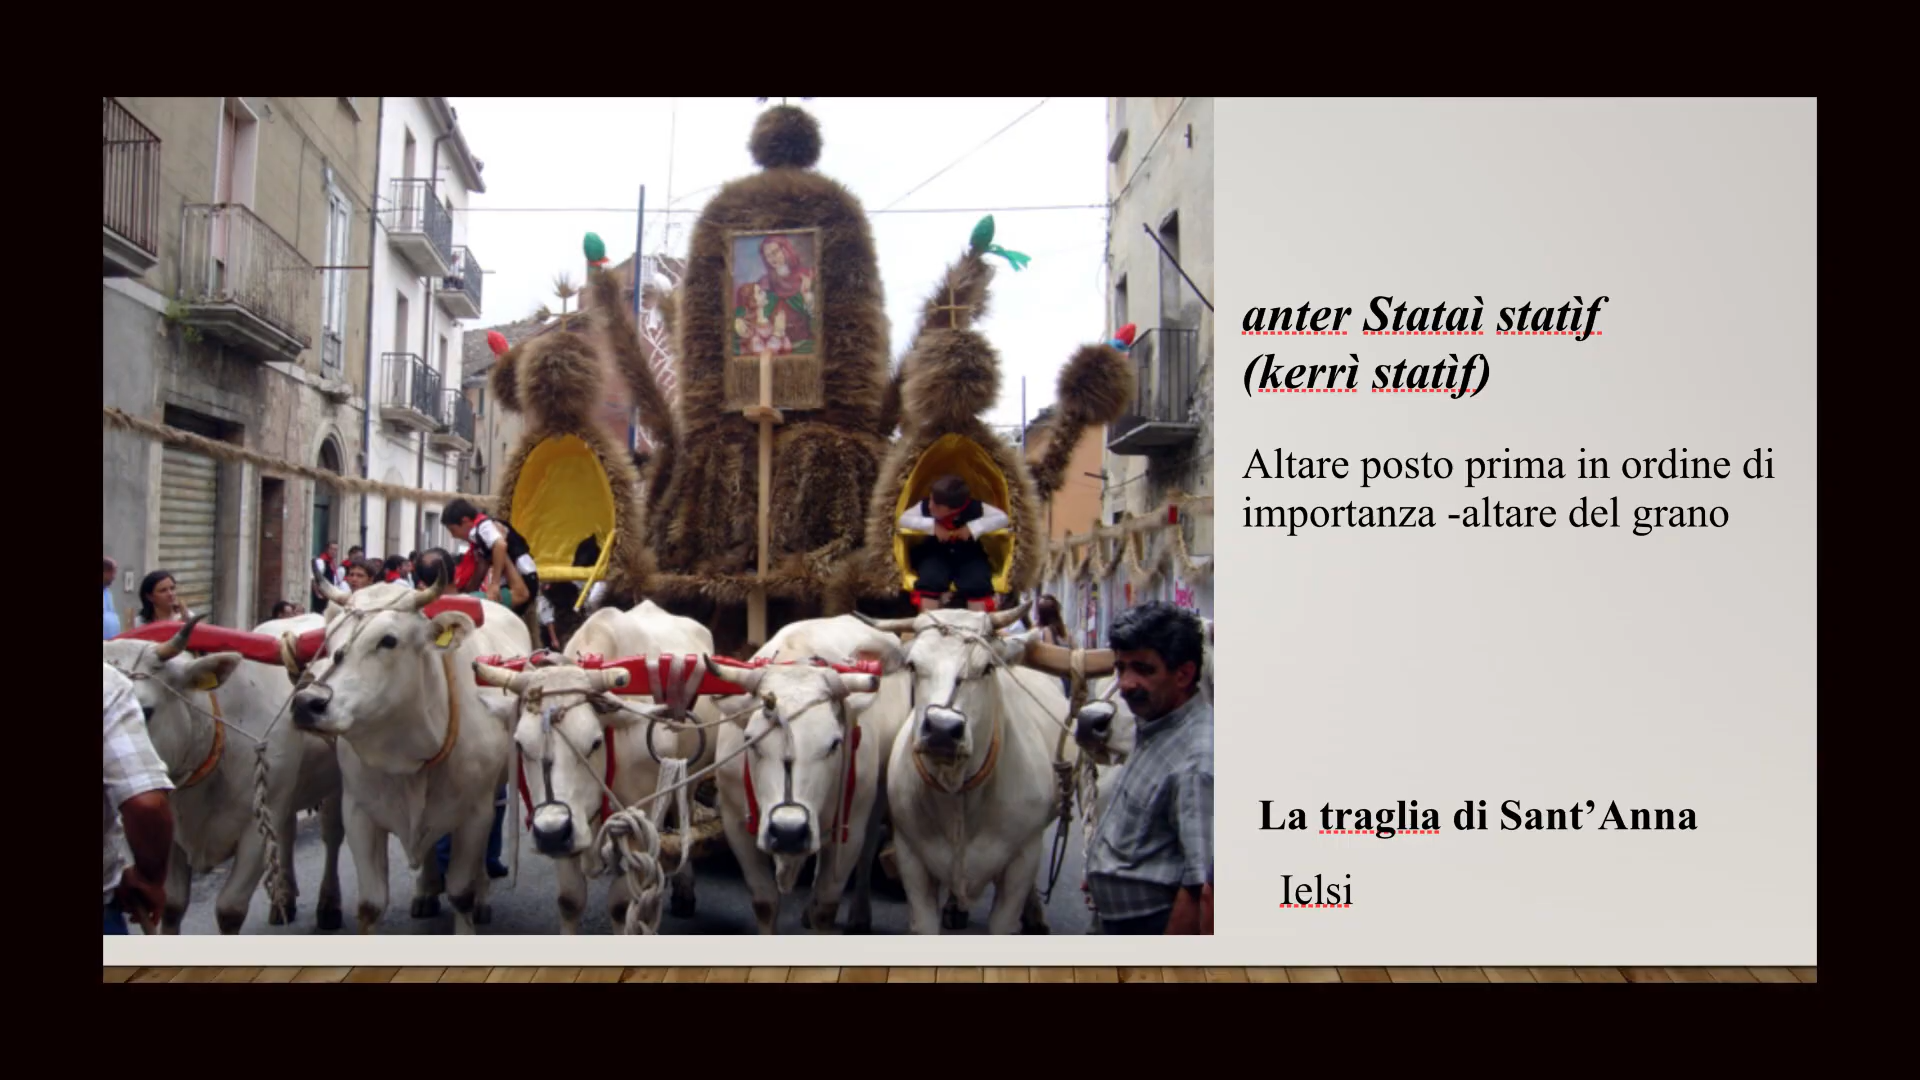 anter Stataì statìf
(kerrì statìf)
Altare posto prima in ordine di
importanza -altare del grano
La traglia di Sant’Anna
Ielsi